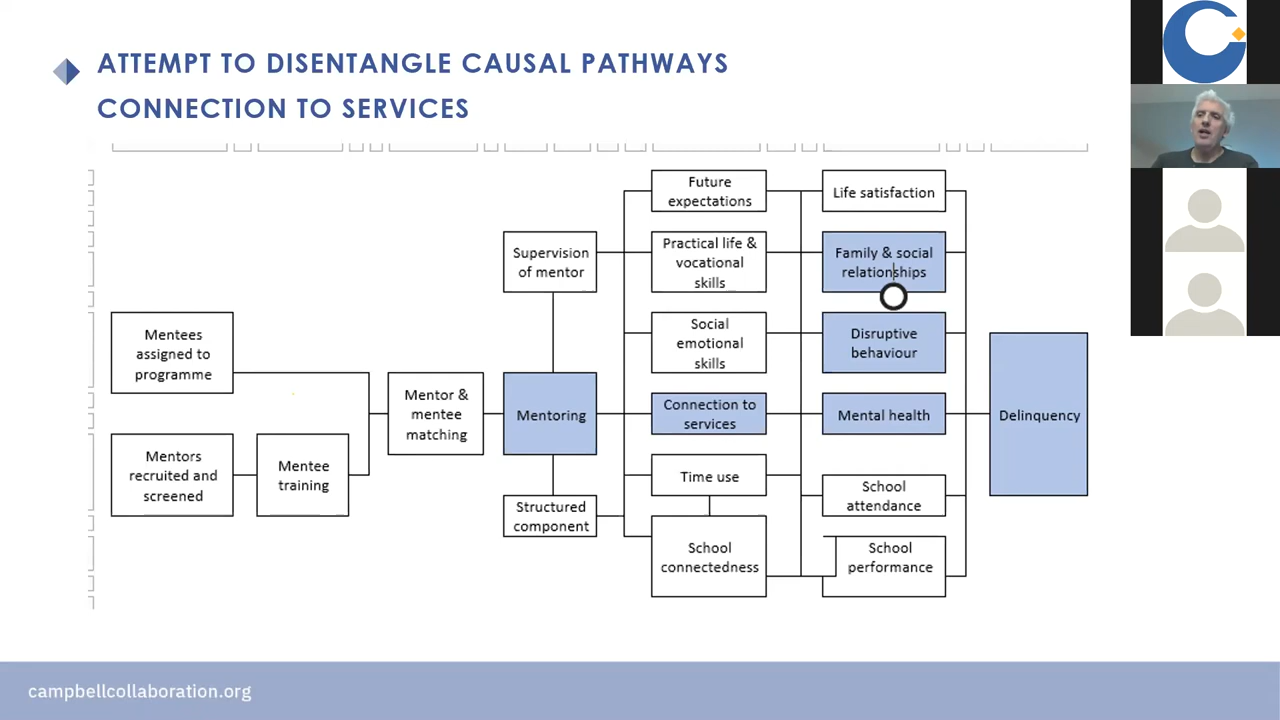 ATTEMPT TO DISENTANGLE CAUSAL PATHWAYS
CONNECTION TO SERVICES
Mentees
assigned to
programme
Mentors
recruited and
screened
Mentee
training
Mentor &
mentee
matching
Supervision
of mentor
Mentoring
Structured
component
Future
expectations
Practical life &
vocational
skills
Social
emotional
skills
Connection to
services
Time use
School
connectedness
Life satisfaction
Family & social
relationships
Disruptive
behaviour
Mental health
School
attendance
School
performance
Delinquency
campbellcollaboration.org